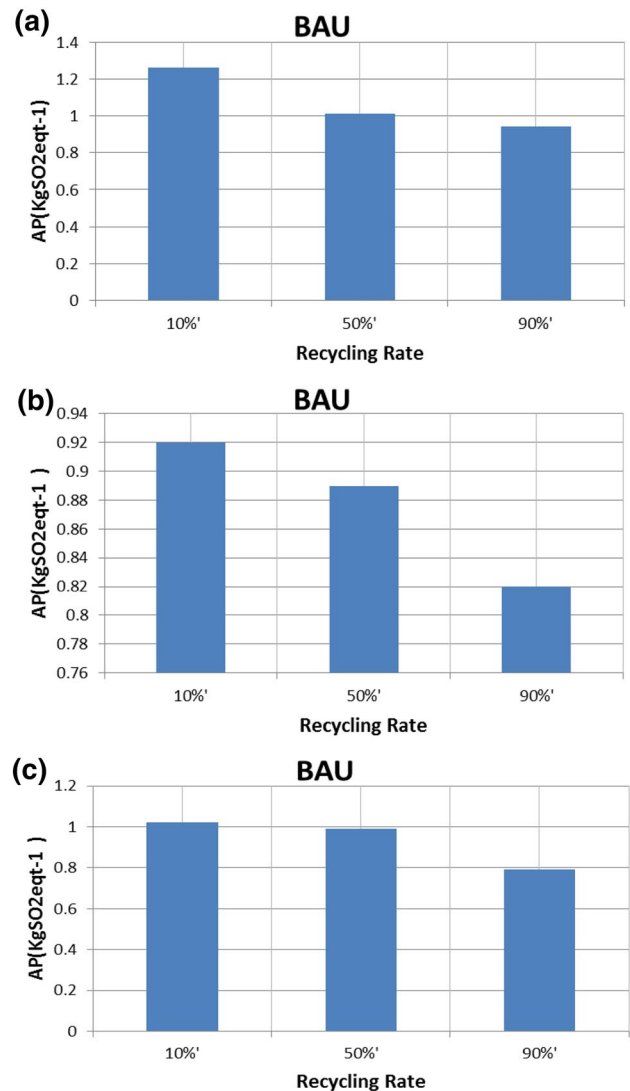 (a)
BAU
AP(KgSO2eqt-1)
1.4
1.2
1
0.8
0.6
0.4
0.2
0
10%' 50%' 90%'
Recycling Rate
(b)
BAU
AP(KgSO2eqt-1 )
0.94
0.92
0.9
0.88
0.86
0.84
0.82
0.8
0.78
0.76
10%' 50%' 90%'
Recycling Rate
(c)
BAU
AP(KgSO2eqt-1 )
1.2
1
0.8
0.6
0.4
0.2
0
10%' 50%' 90%'
Recycling Rate